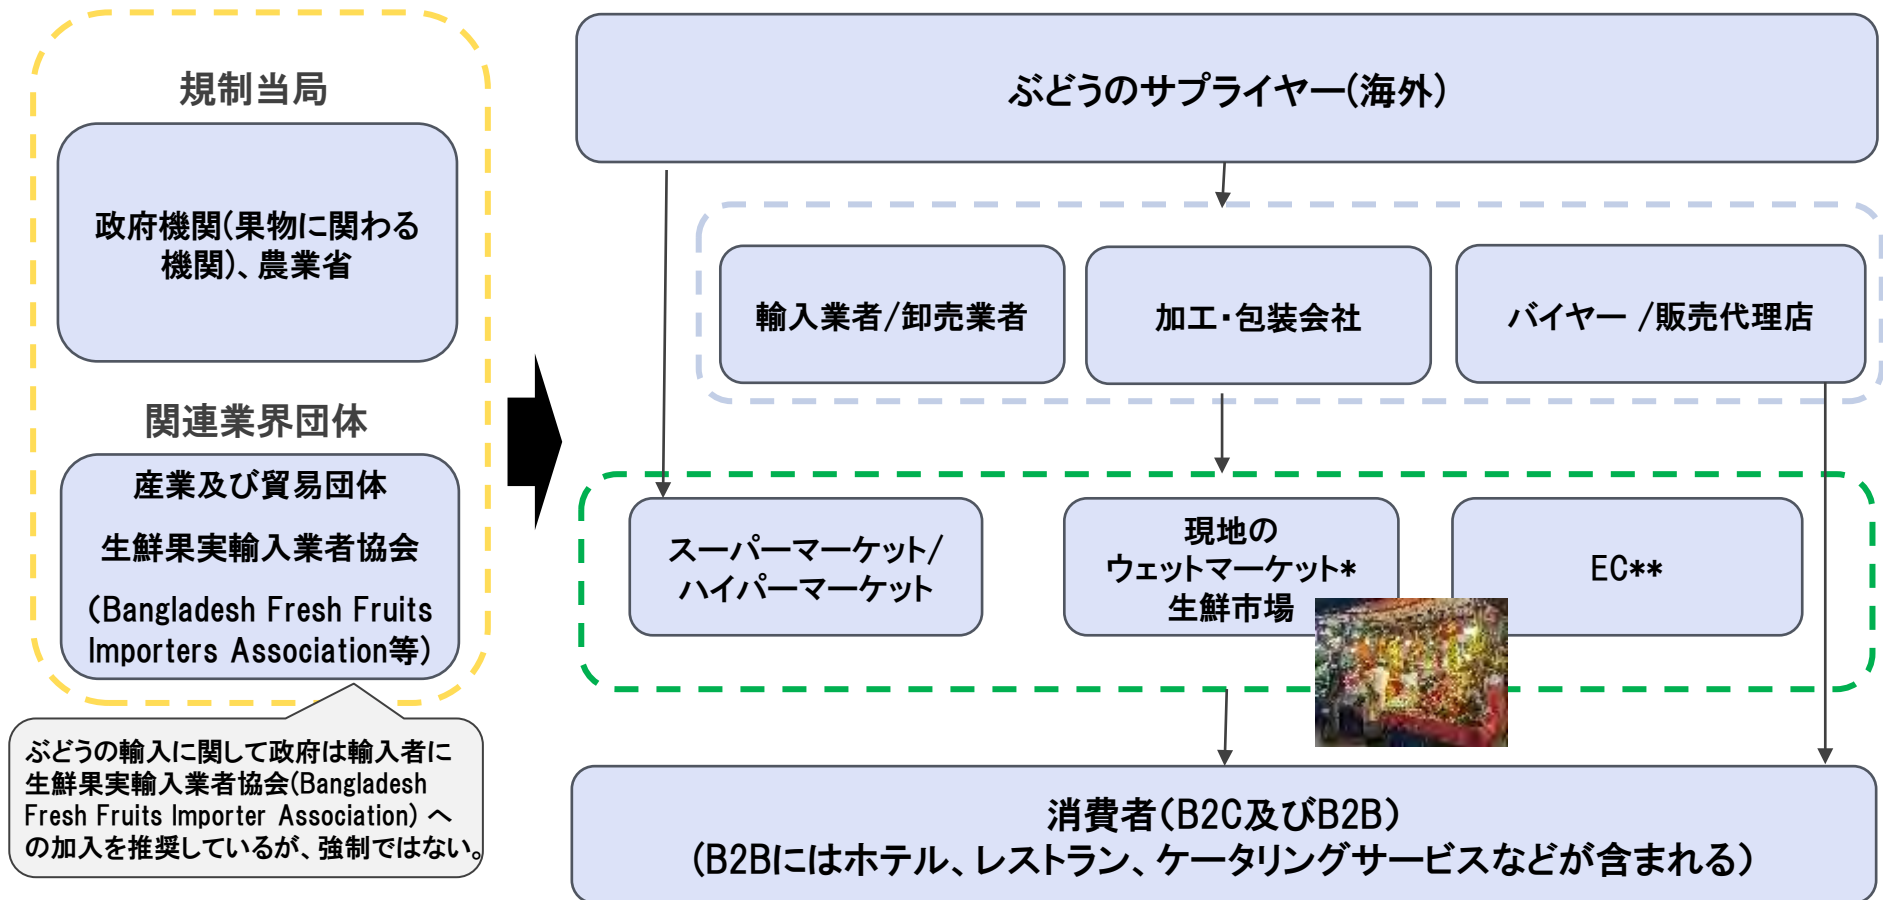 規制当局
政府機関(果物に関わる
機関)、農業省
関連業界団体
産業及び貿易団体
生鮮果実輸入業者協会
(Bangladesh Fresh Fruits
Importers Association等)
ぶどうの輸入に関して政府は輸入者に
生鮮果実輸入業者協会(Bangladesh
Fresh Fruits Importer Association) へ
の加入を推奨しているが、強制ではない。
ぶどうのサプライヤー(海外)
輸入業者/卸売業者
加工・包装会社
バイヤー /販売代理店
スーパーマーケット/
ハイパーマーケット
現地の
ウェットマーケット*
生鮮市場
EC**
消費者(B2C及びB2B)
(B2Bにはホテル、レストラン、ケータリングサービスなどが含まれる)